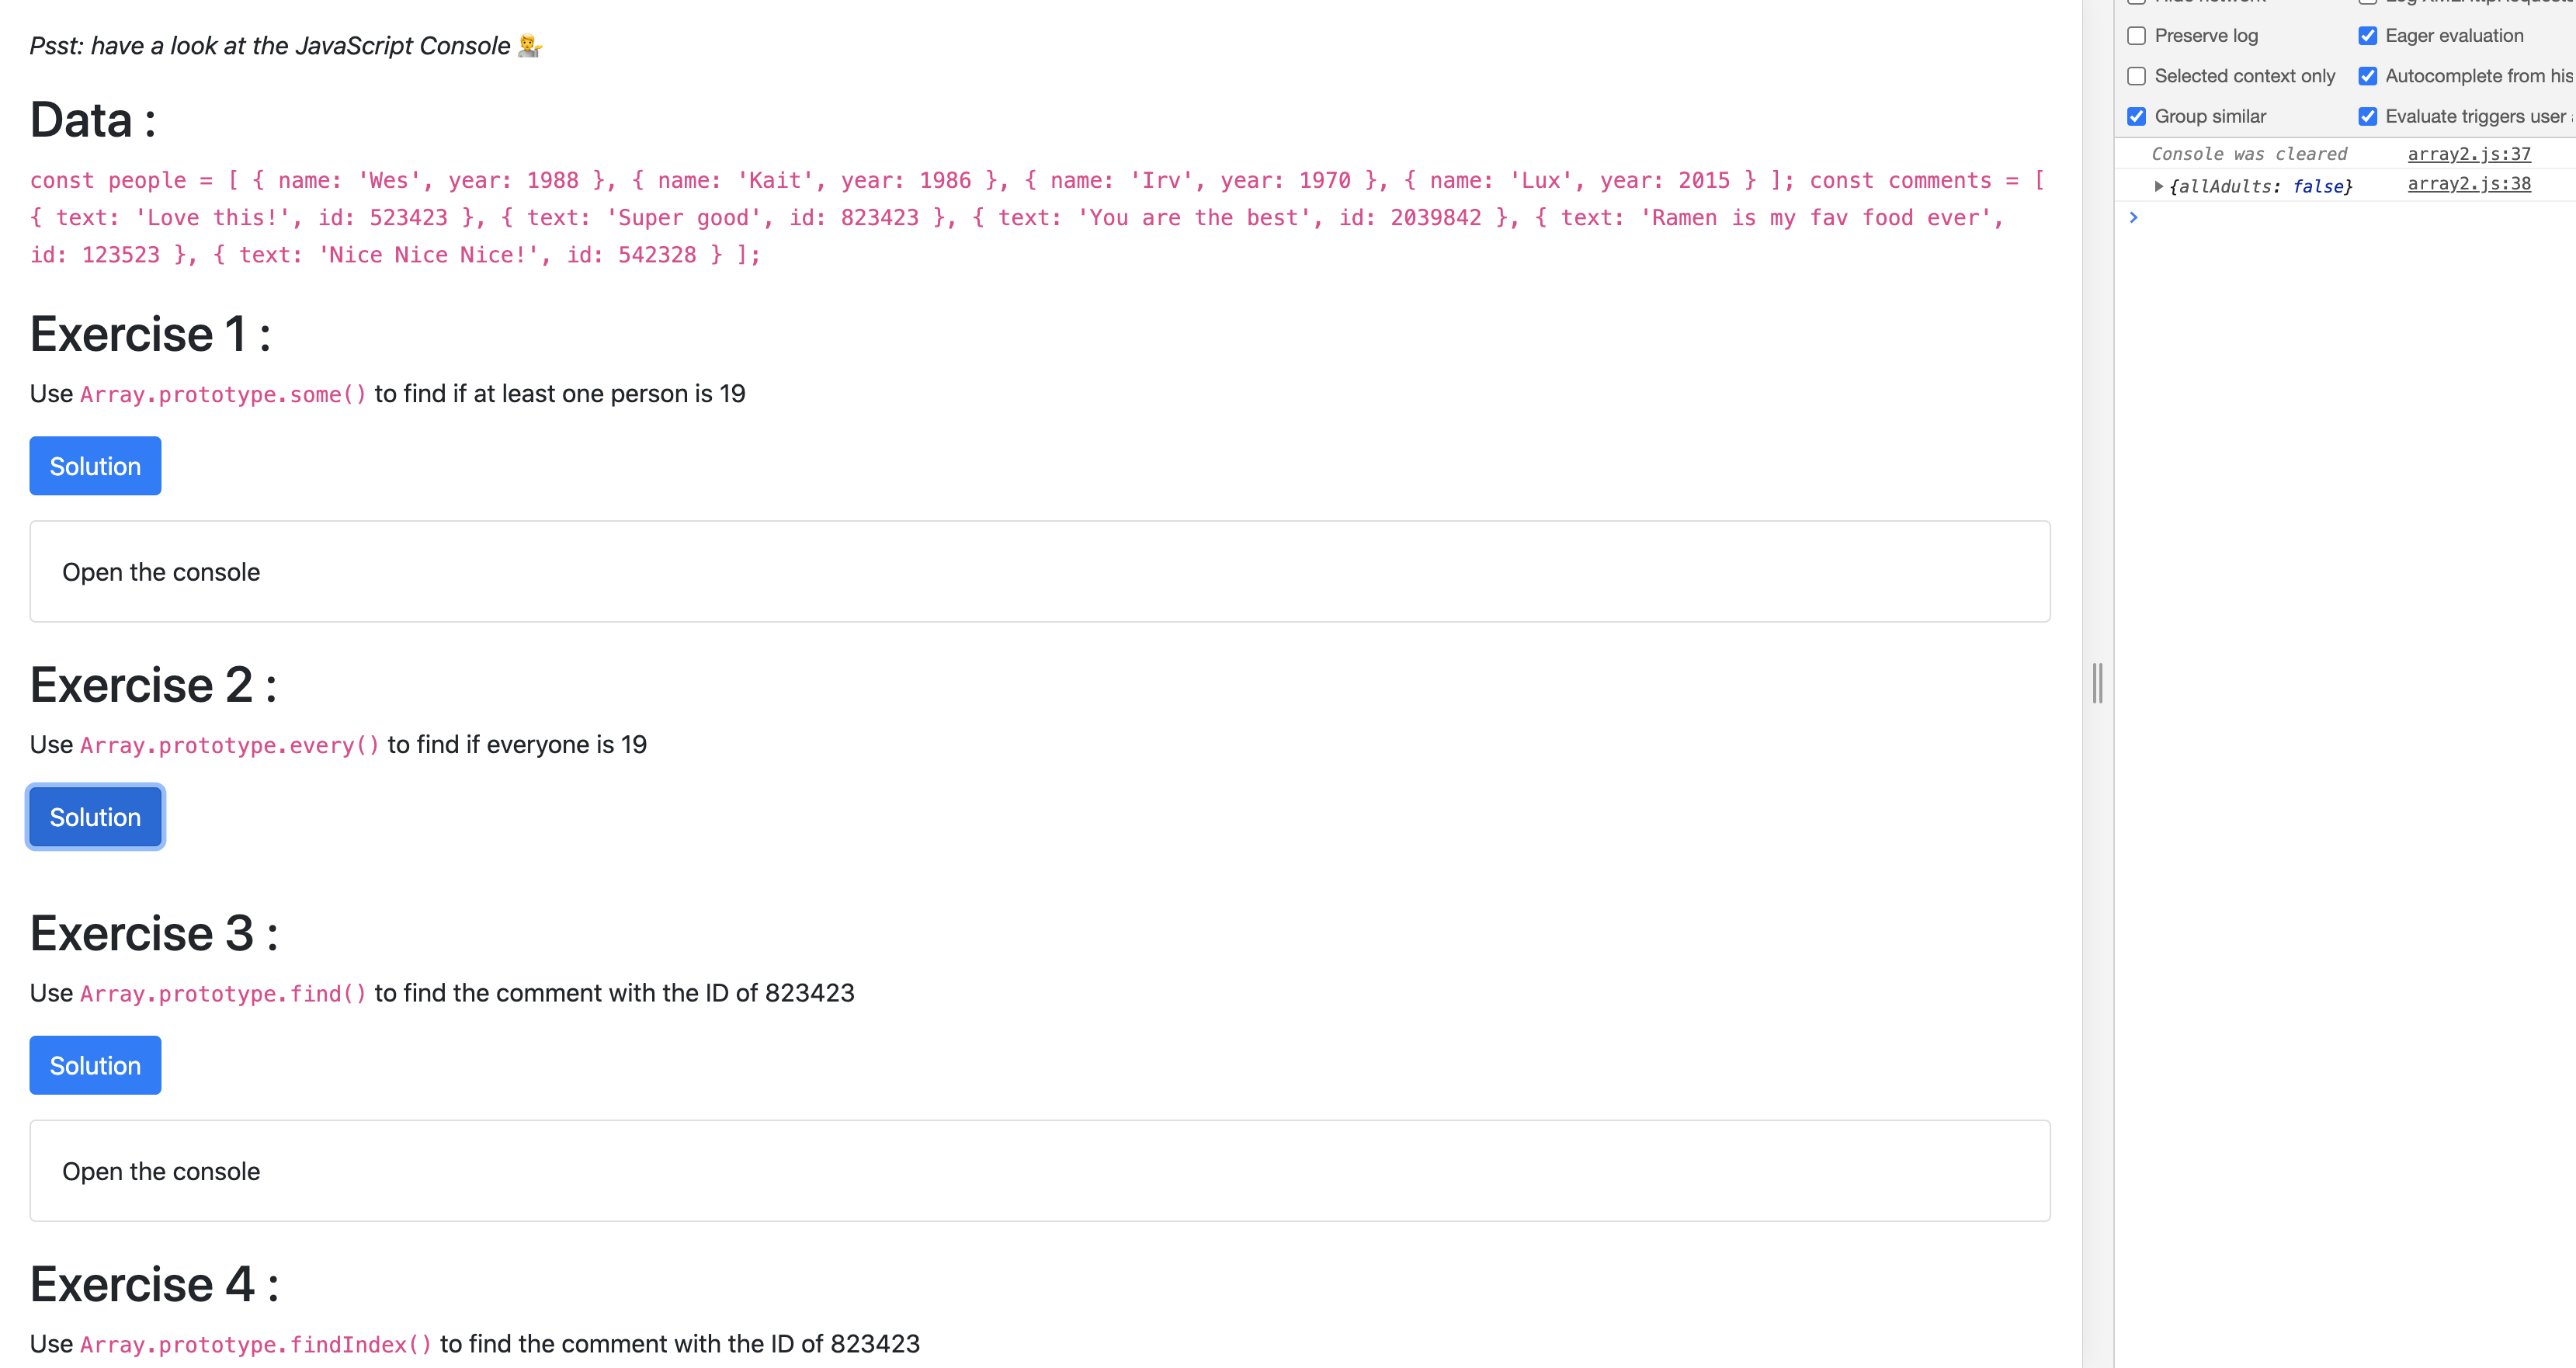 Psst: have a look at the JavaScript Console 💁
Data :
const people = [ { name: 'Wes', year: 1988 }, { name: 'Kait', year: 1986 }, { name: 'Irv', year: 1970 }, { name: 'Lux', year: 2015 } ]; const comments = [
{ text: 'Love this!', id: 523423 }, { text: 'Super good', id: 823423 }, { text: 'You are the best', id: 2039842 }, { text: 'Ramen is my fav food ever',
id: 123523 }, { text: 'Nice Nice Nice!', id: 542328 } ];
Exercise 1 :
Use Array.prototype.some() to find if at least one person is 19
Solution
Open the console
Exercise 2 :
Use Array.prototype.every() to find if everyone is 19
Solution
Exercise 3 :
Use Array.prototype.find() to find the comment with the ID of 823423
Solution
Open the console
Exercise 4 :
Use Array.prototype.findIndex() to find the comment with the ID of 823423
Preserve log
Eager evaluation
Selected context only
Autocomplete from his
Group similar
Evaluate triggers user
Console was cleared array2.js:37
{allAdults: false} array2.js:38